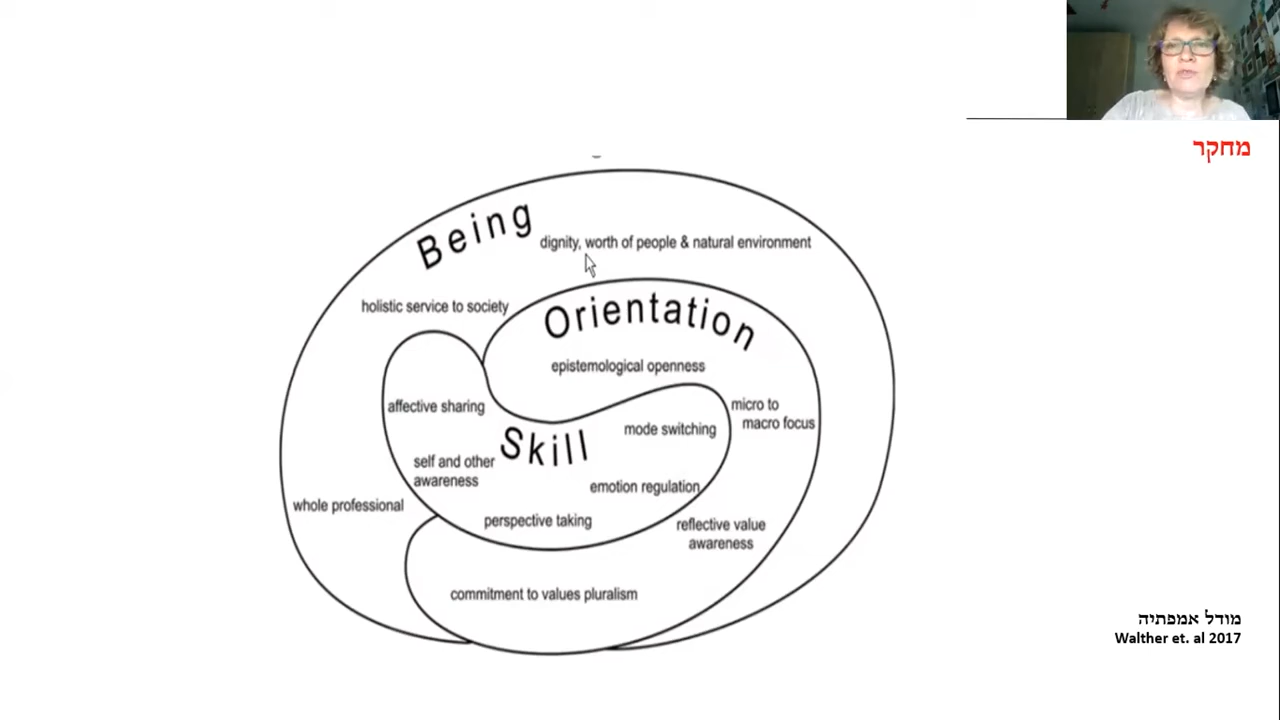 מחקר
Being
dignity, worth of people & natural environment
holistic service to society
Orientation
epistemological openness
affective sharing
micro to
macro focus
Skill
mode switching
self and other
awareness
emotion regulation
whole professional
perspective taking
reflective value
awareness
commitment to values pluralism
מודל אמפתיה
Walther et. al 2017